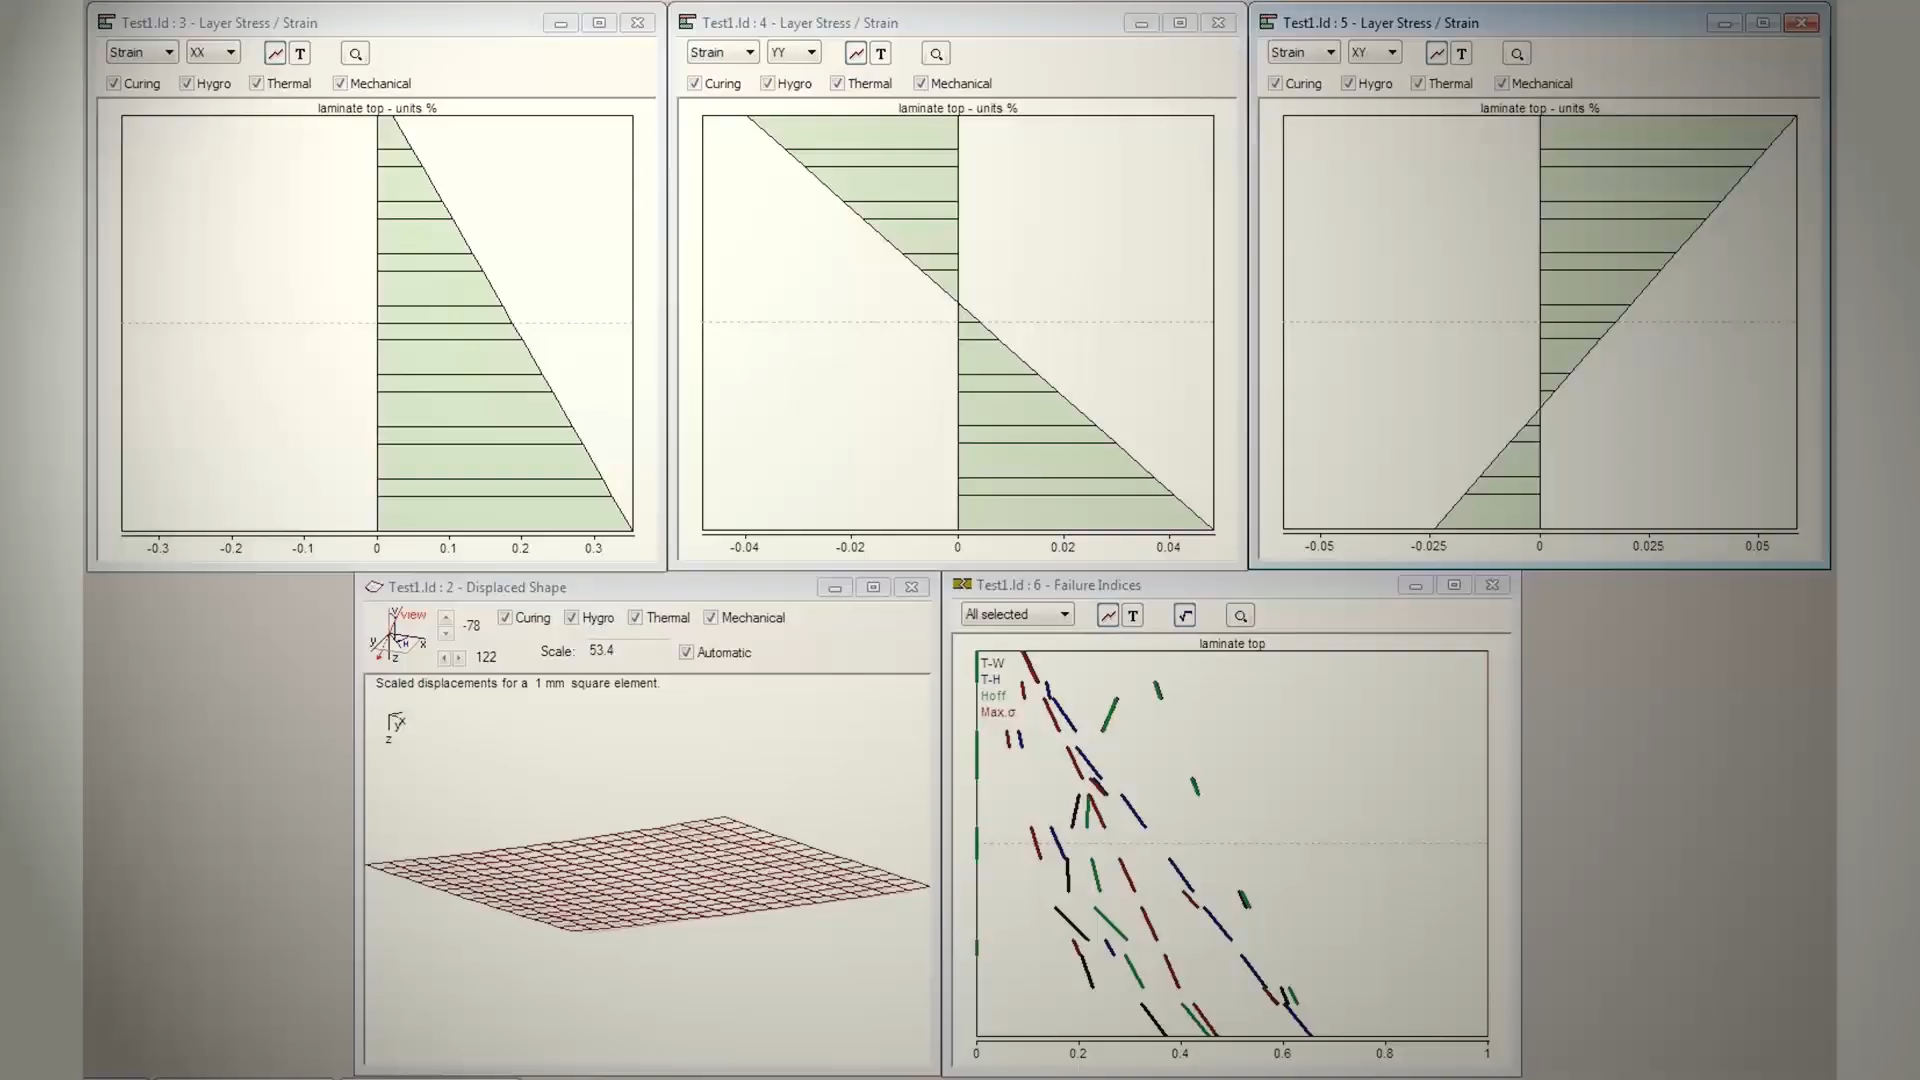 Test1.ld : 3 - Layer Stress / Strain
Strain XX T
Curing Hygro Thermal Mechanical
laminate top - units %
-0.3 -0.2 -0.1 0 0.1 0.2 0.3
Test1.ld : 4 - Layer Stress / Strain
Strain YY T
Curing Hygro Thermal Mechanical
laminate top - units %
-0.04 -0.02 0 0.02 0.04
Test1.ld : 5 - Layer Stress / Strain
Strain XY T
Curing Hygro Thermal Mechanical
laminate top - units %
-0.05 -0.025 0 0.025 0.05
Test1.ld : 2 - Displaced Shape
view
y x z
-78
Curing Hygro Thermal Mechanical
122
Scale: 53.4
Automatic
Scaled displacements for a 1 mm square element.
y x
z
Test1.ld : 6 - Failure Indices
All selected T √
laminate top
T-W
T-H
Hoff
Max.σ
0 0.2 0.4 0.6 0.8 1